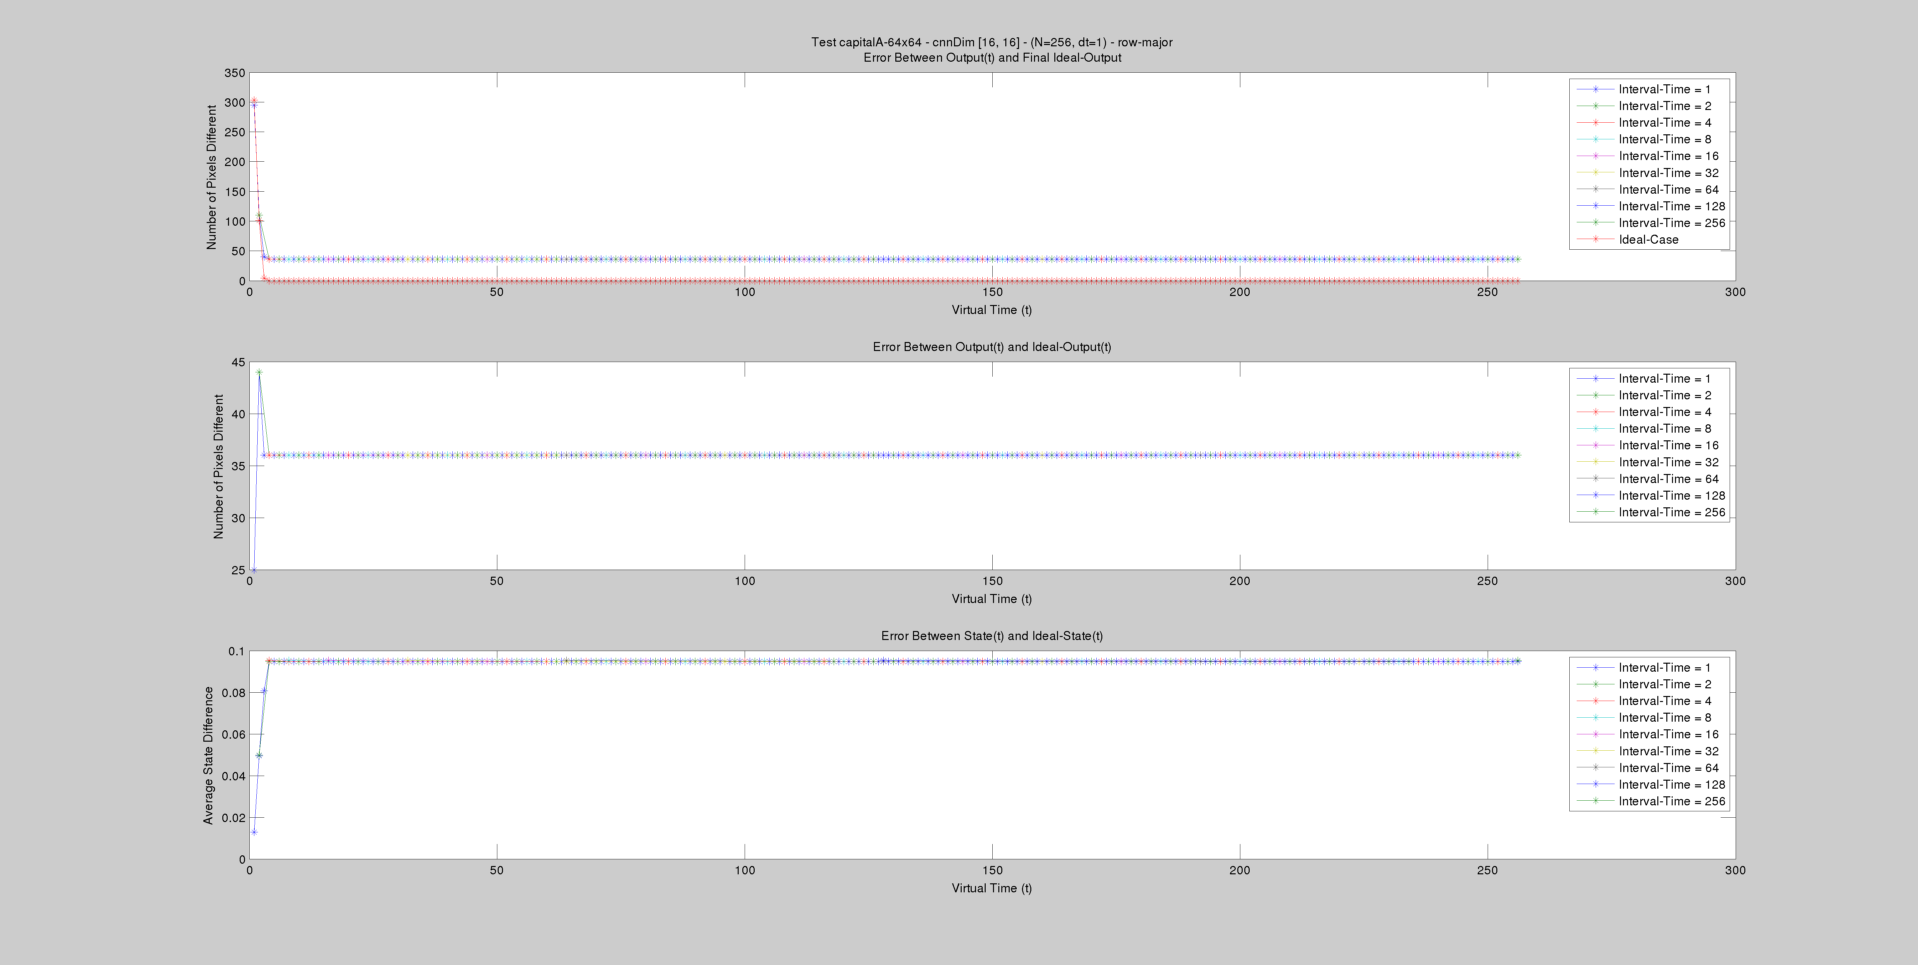 Test capitalA-64x64 - cnnDim [16, 16] - (N=256, dt=1) - row-major
Error Between Output(t) and Final Ideal-Output
Number of Pixels Different
350
300
250
200
150
100
50
0
0 50 100 150 200 250 300
Virtual Time (t)
Interval-Time = 1
Interval-Time = 2
Interval-Time = 4
Interval-Time = 8
Interval-Time = 16
Interval-Time = 32
Interval-Time = 64
Interval-Time = 128
Interval-Time = 256
Ideal-Case
Error Between Output(t) and Ideal-Output(t)
Number of Pixels Different
45
40
35
30
25
0 50 100 150 200 250 300
Virtual Time (t)
Interval-Time = 1
Interval-Time = 2
Interval-Time = 4
Interval-Time = 8
Interval-Time = 16
Interval-Time = 32
Interval-Time = 64
Interval-Time = 128
Interval-Time = 256
Error Between State(t) and Ideal-State(t)
Average State Difference
0.1
0.08
0.06
0.04
0.02
0
0 50 100 150 200 250 300
Virtual Time (t)
Interval-Time = 1
Interval-Time = 2
Interval-Time = 4
Interval-Time = 8
Interval-Time = 16
Interval-Time = 32
Interval-Time = 64
Interval-Time = 128
Interval-Time = 256